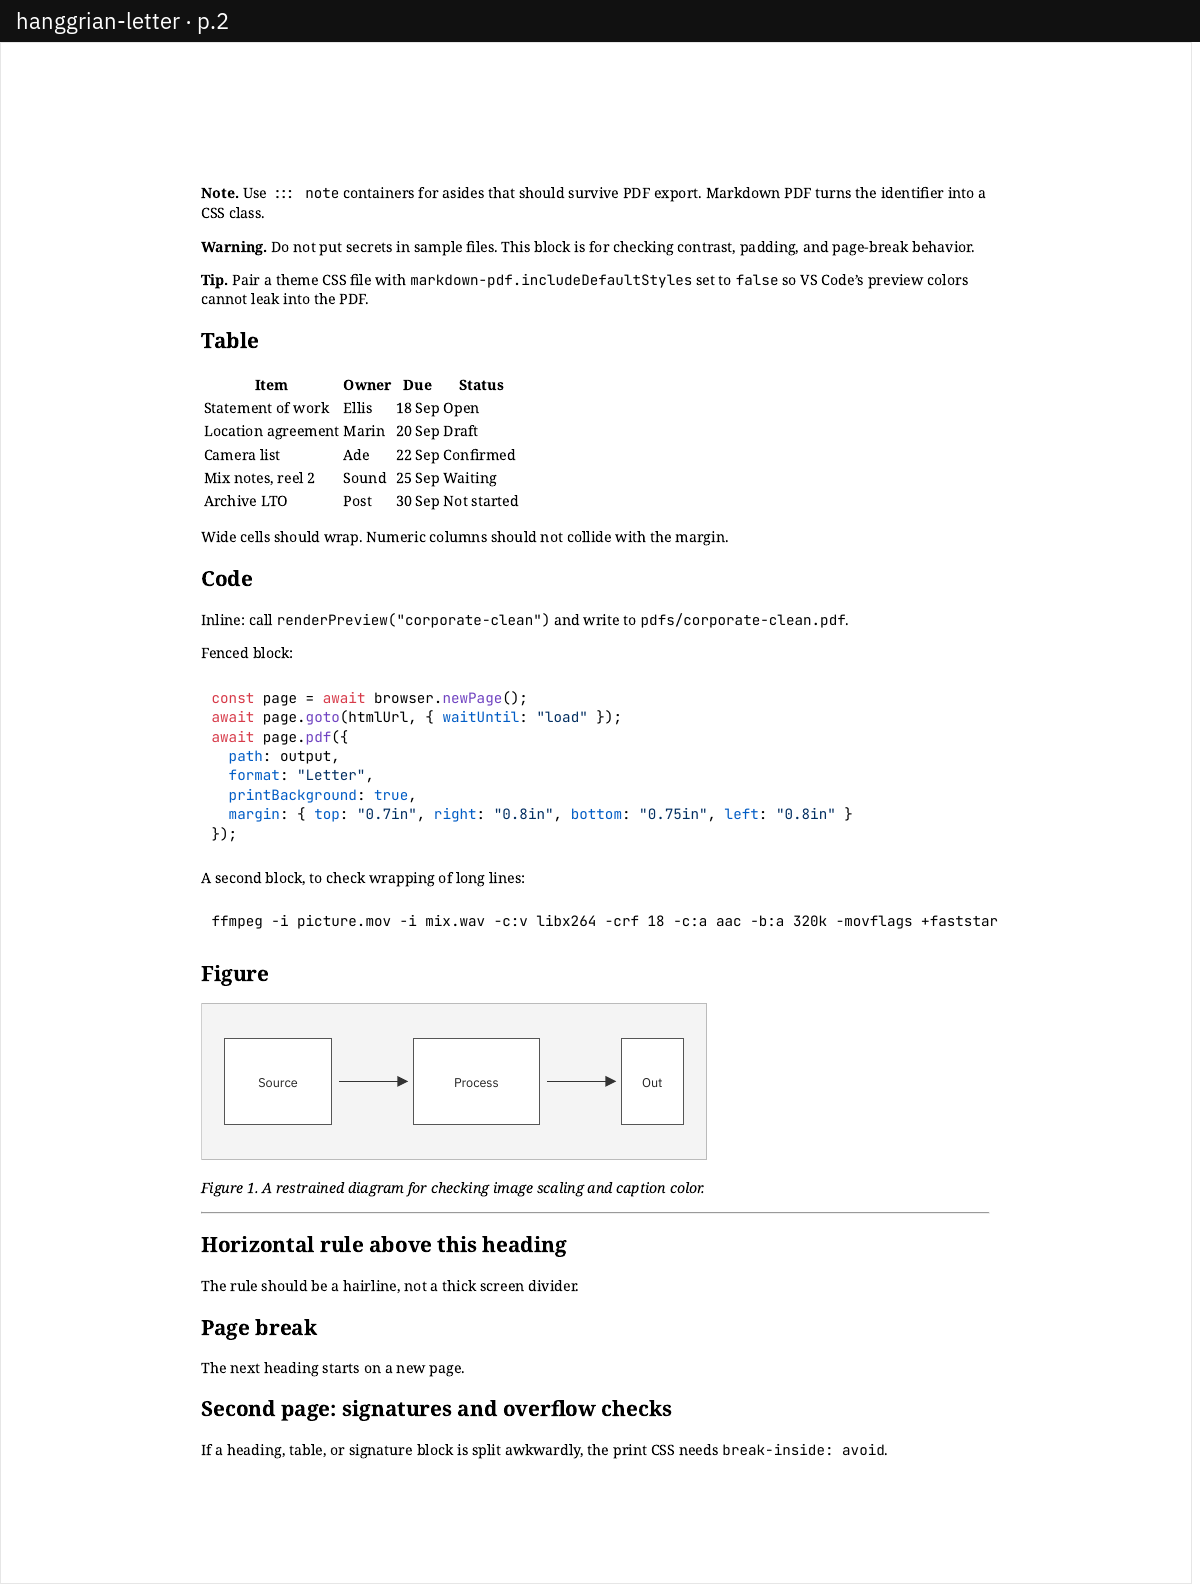 hanggrian-letter · p.2
Note. Use ::: note containers for asides that should survive PDF export. Markdown PDF turns the identifier into a
CSS class.
Warning. Do not put secrets in sample files. This block is for checking contrast, padding, and page-break behavior.
Tip. Pair a theme CSS file with markdown-pdf.includeDefaultStyles set to false so VS Code’s preview colors
cannot leak into the PDF.
Table
Item Owner Due Status
Statement of work Ellis 18 Sep Open
Location agreement Marin 20 Sep Draft
Camera list Ade 22 Sep Confirmed
Mix notes, reel 2 Sound 25 Sep Waiting
Archive LTO Post 30 Sep Not started
Wide cells should wrap. Numeric columns should not collide with the margin.
Code
Inline: call renderPreview("corporate-clean") and write to pdfs/corporate-clean.pdf.
Fenced block:
const page = await browser.newPage();
await page.goto(htmlUrl, { waitUntil: "load" });
await page.pdf({
  path: output,
  format: "Letter",
  printBackground: true,
  margin: { top: "0.7in", right: "0.8in", bottom: "0.75in", left: "0.8in" }
});
A second block, to check wrapping of long lines:
ffmpeg -i picture.mov -i mix.wav -c:v libx264 -crf 18 -c:a aac -b:a 320k -movflags +faststar
Figure
Source Process Out
Figure 1. A restrained diagram for checking image scaling and caption color.
Horizontal rule above this heading
The rule should be a hairline, not a thick screen divider.
Page break
The next heading starts on a new page.
Second page: signatures and overflow checks
If a heading, table, or signature block is split awkwardly, the print CSS needs break-inside: avoid.